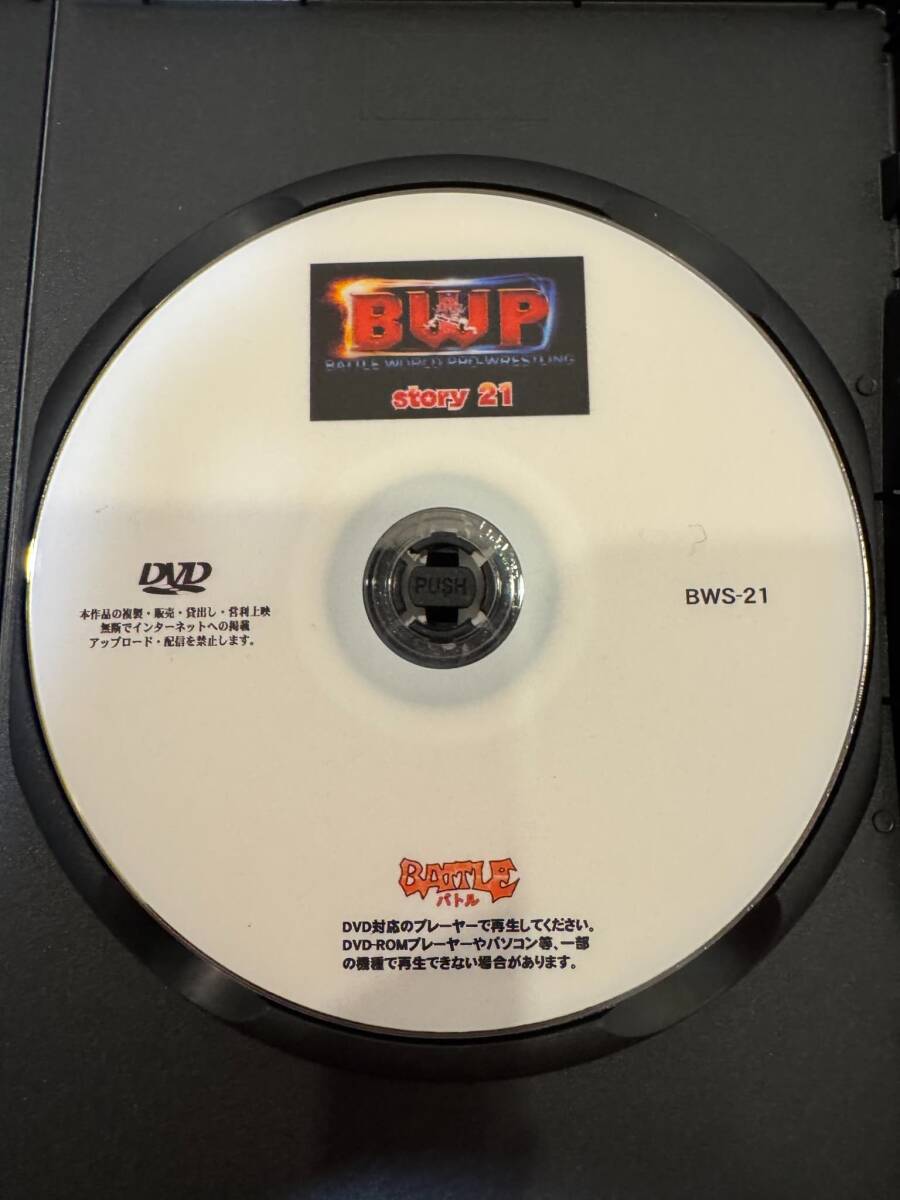 BWP
BATTLE WORLD PRO-WRESTLING
story 21
DVD
本作品の複製・販売・貸出し・営利上映
無断でインターネットへの掲載
アップロード・配信を禁止します。
PUSH
BWS-21
BATTLE
バトル
DVD対応のプレーヤーで再生してください。
DVD-ROMプレーヤーやパソコン等、一部
の機種で再生できない場合があります。